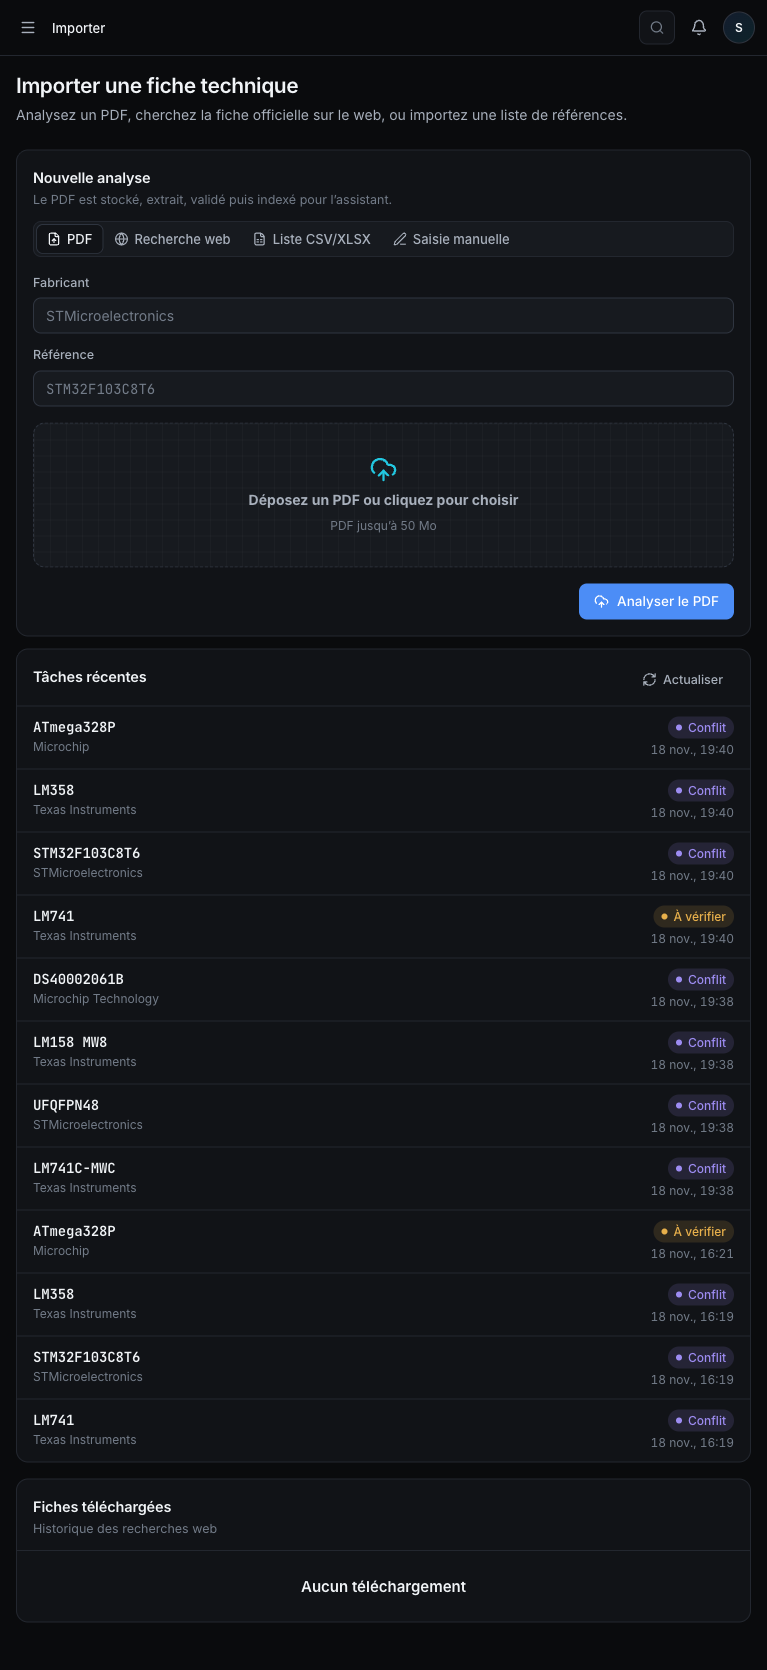 Importer
S
Importer une fiche technique
Analysez un PDF, cherchez la fiche officielle sur le web, ou importez une liste de références.
Nouvelle analyse
Le PDF est stocké, extrait, validé puis indexé pour l'assistant.
PDF Recherche web Liste CSV/XLSX Saisie manuelle
Fabricant
STMicroelectronics
Référence
STM32F103C8T6
Déposez un PDF ou cliquez pour choisir
PDF jusqu'à 50 Mo
Analyser le PDF
Tâches récentes
Actualiser
ATmega328P
Conflit
Microchip
18 nov., 19:40
LM358
Conflit
Texas Instruments
18 nov., 19:40
STM32F103C8T6
Conflit
STMicroelectronics
18 nov., 19:40
LM741
À vérifier
Texas Instruments
18 nov., 19:40
DS40002061B
Conflit
Microchip Technology
18 nov., 19:38
LM158 MW8
Conflit
Texas Instruments
18 nov., 19:38
UFQFPN48
Conflit
STMicroelectronics
18 nov., 19:38
LM741C-MWC
Conflit
Texas Instruments
18 nov., 19:38
ATmega328P
À vérifier
Microchip
18 nov., 16:21
LM358
Conflit
Texas Instruments
18 nov., 16:19
STM32F103C8T6
Conflit
STMicroelectronics
18 nov., 16:19
LM741
Conflit
Texas Instruments
18 nov., 16:19
Fiches téléchargées
Historique des recherches web
Aucun téléchargement